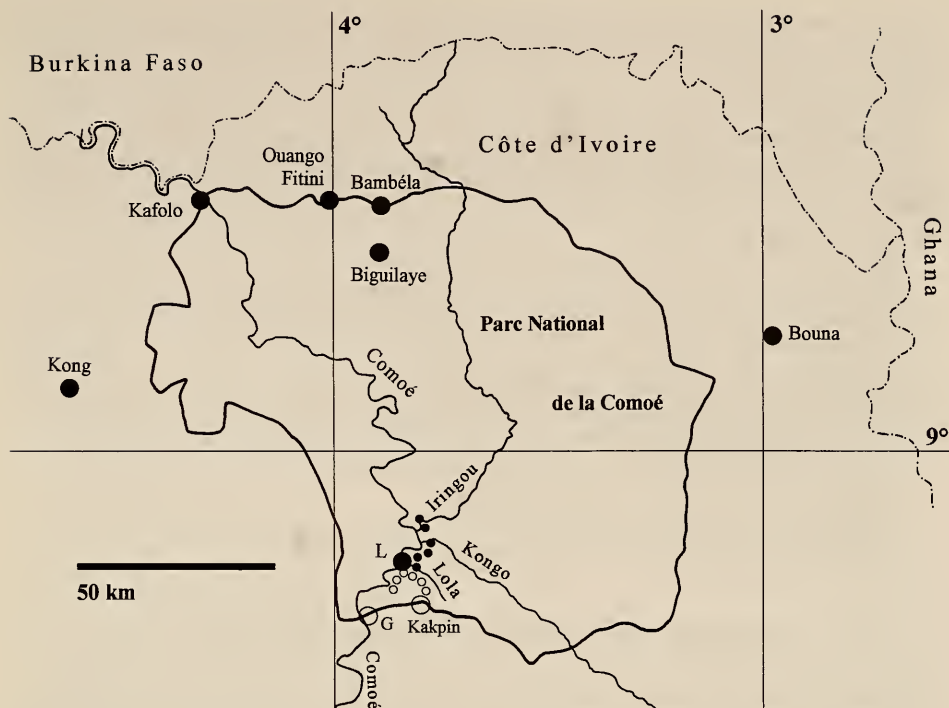 4°
3°
Burkina Faso
Côte d'Ivoire
Ouango
Fitini
Bambéla
Kafolo
Ghana
Biguilaye
Parc National
Bouna
Kong
Comoé
de la Comoé
9°
Iringou
L
Kongo
Lola
50 km
G
Kakpin
Comoé